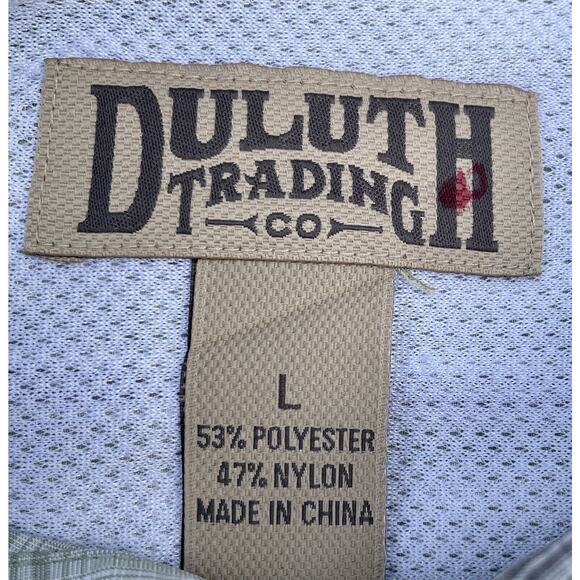 DULUTH
TRADING
CO
L
53% POLYESTER
47% NYLON
MADE IN CHINA